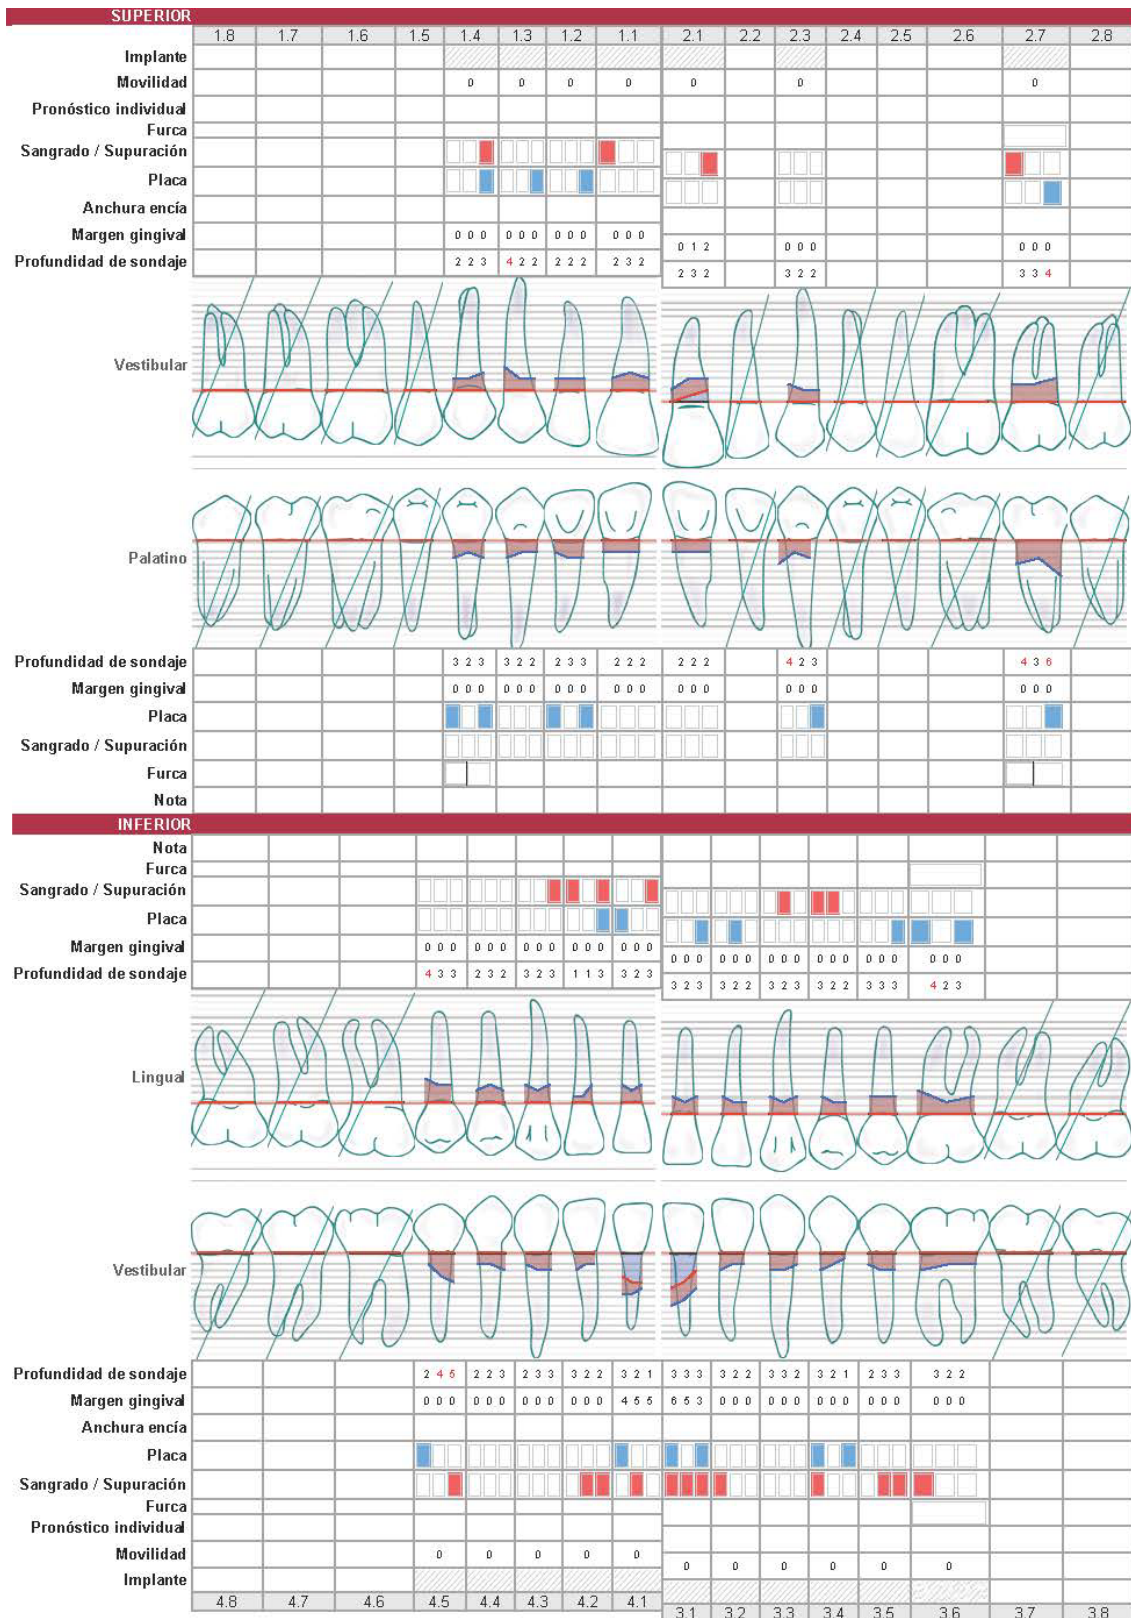 SUPERIOR
1.8 1.7 1.6 1.5 1.4 1.3 1.2 1.1 2.1 2.2 2.3 2.4 2.5 2.6 2.7 2.8
Implante
Movilidad 0 0 0 0 0 0 0
Pronóstico individual
Furca
Sangrado / Supuración
Placa
Anchura encía
Margen gingival 0 0 0 0 0 0 0 0 0 0 0 0 0 1 2 0 0 0 0 0 0
Profundidad de sondaje 2 2 3 4 2 2 2 2 2 2 3 2 2 3 2 3 2 2 3 3 4
Vestibular
Palatino
Profundidad de sondaje 3 2 3 3 2 2 2 3 3 2 2 2 2 2 2 4 2 3 4 3 6
Margen gingival 0 0 0 0 0 0 0 0 0 0 0 0 0 0 0 0 0 0 0 0 0
Placa
Sangrado / Supuración
Furca
Nota
INFERIOR
Nota
Furca
Sangrado / Supuración
Placa
Margen gingival 0 0 0 0 0 0 0 0 0 0 0 0 0 0 0 0 0 0 0 0 0 0 0 0 0 0 0 0 0 0 0 0 0
Profundidad de sondaje 4 3 3 2 3 2 3 2 3 1 1 3 3 2 3 3 2 3 3 2 2 3 2 3 3 2 2 3 3 3 4 2 3
Lingual
Vestibular
Profundidad de sondaje 2 4 5 2 2 3 2 3 3 3 2 2 3 2 1 3 3 3 3 2 2 3 3 2 3 2 1 2 3 3 3 2 2
Margen gingival 0 0 0 0 0 0 0 0 0 0 0 0 4 5 5 6 5 3 0 0 0 0 0 0 0 0 0 0 0 0 0 0 0
Anchura encía
Placa
Sangrado / Supuración
Furca
Pronóstico individual
Movilidad 0 0 0 0 0 0 0 0 0 0 0
Implante
4.8 4.7 4.6 4.5 4.4 4.3 4.2 4.1 3.1 3.2 3.3 3.4 3.5 3.6 3.7 3.8